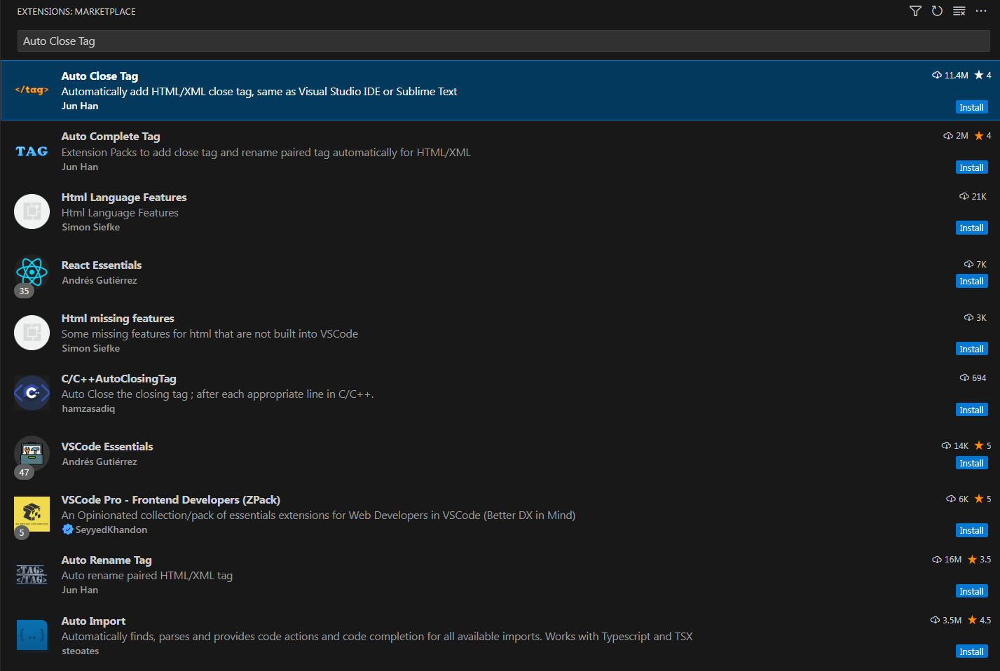 EXTENSIONS: MARKETPLACE
Auto Close Tag
</tag>
Auto Close Tag
11.4M 4
Automatically add HTML/XML close tag, same as Visual Studio IDE or Sublime Text
Jun Han
Install
TAG
Auto Complete Tag
2M 4
Extension Packs to add close tag and rename paired tag automatically for HTML/XML
Jun Han
Install
Html Language Features
21K
Html Language Features
Simon Siefke
Install
React Essentials
7K
Andrés Gutiérrez
Install
35
Html missing features
3K
Some missing features for html that are not built into VSCode
Simon Siefke
Install
C/C++AutoClosingTag
694
<C++>
Auto Close the closing tag ; after each appropriate line in C/C++.
hamzasadiq
Install
VSCode Essentials
14K 5
Andrés Gutiérrez
Install
47
VSCode Pro - Frontend Developers (ZPack)
6K 5
An Opinionated collection/pack of essentials extensions for Web Developers in VSCode (Better DX in Mind)
SeyyedKhandon
Install
5
Auto Rename Tag
16M 3.5
<TAG>
</TAG>
Auto rename paired HTML/XML tag
Jun Han
Install
Auto Import
3.5M 4.5
{..}
Automatically finds, parses and provides code actions and code completion for all available imports. Works with Typescript and TSX
steoates
Install